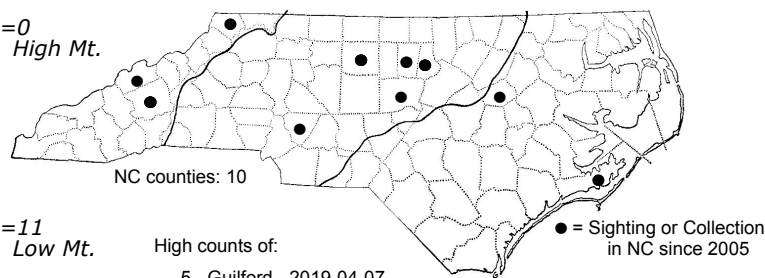 =0
High Mt.
NC counties: 10
=11
Low Mt.
High counts of:
● = Sighting or Collection
in NC since 2005
5 - Guilford - 2019-04-07